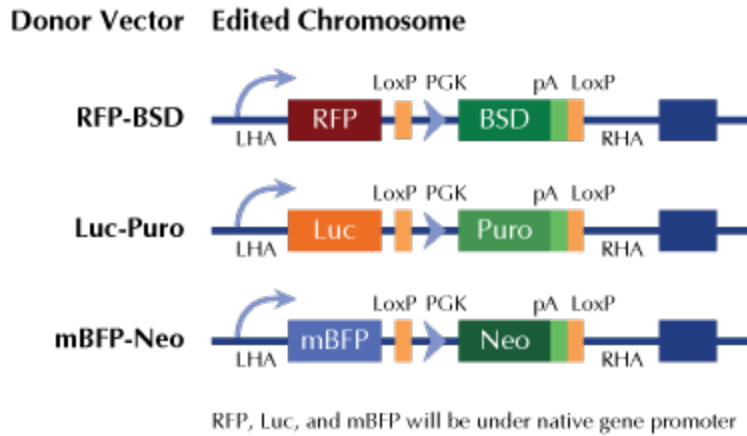 Donor Vector Edited Chromosome
LoxP PGK pA LoxP
RFP-BSD RFP BSD
LHA RHA
LoxP PGK pA LoxP
Luc-Puro Luc Puro
LHA RHA
LoxP PGK pA LoxP
mBFP-Neo mBFP Neo
LHA RHA
RFP, Luc, and mBFP will be under native gene promoter